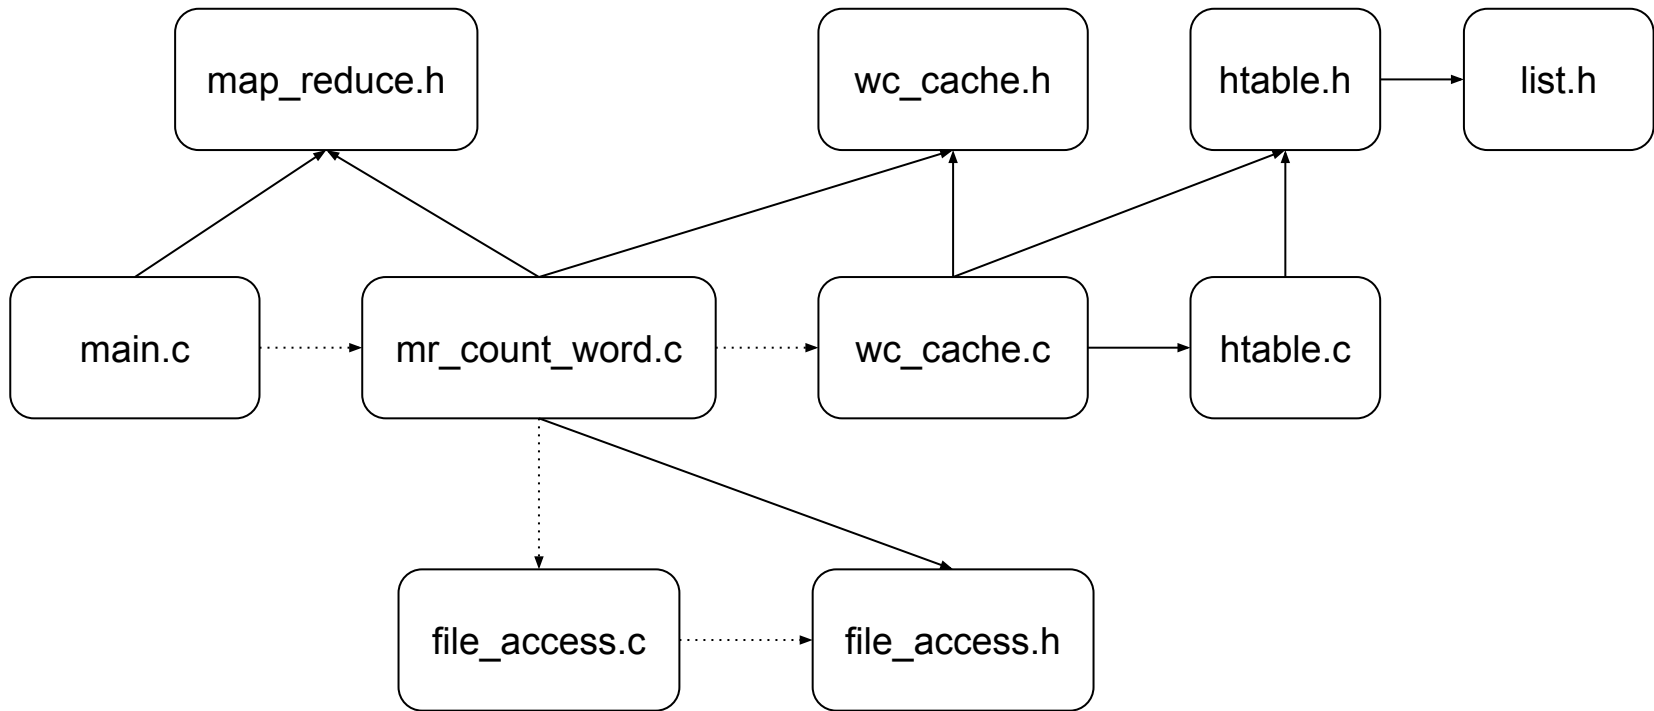 map_reduce.h
wc_cache.h
htable.h
list.h
main.c
mr_count_word.c
wc_cache.c
htable.c
file_access.c
file_access.h